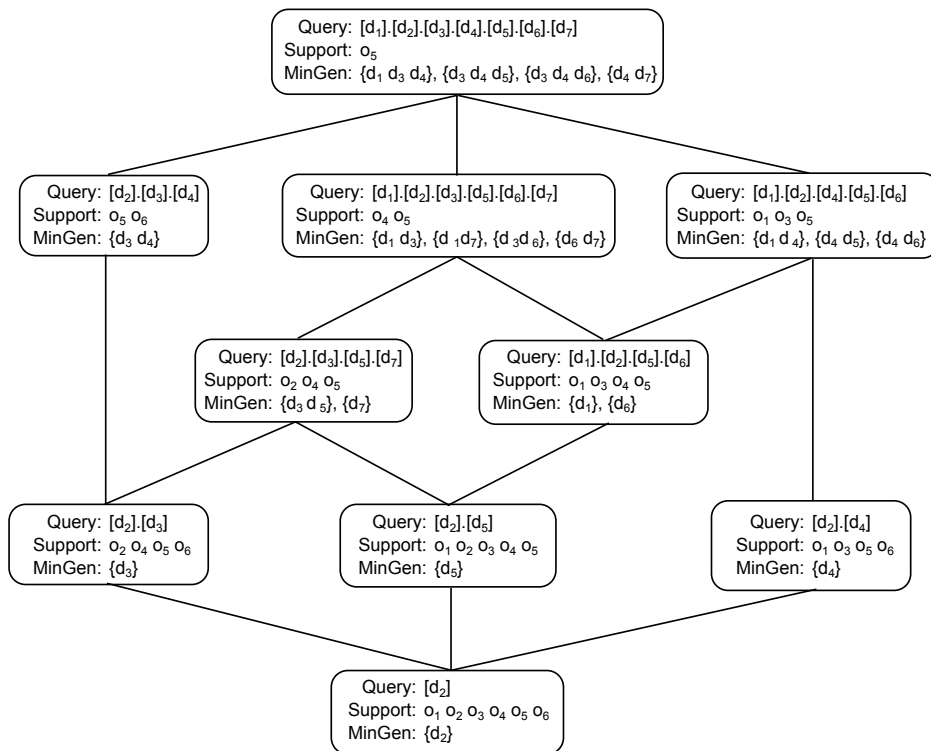 Query: [d₁].[d₂].[d₃].[d₄].[d₅].[d₆].[d₇]
Support: o₅
MinGen: {d₁ d₃ d₄}, {d₃ d₄ d₅}, {d₃ d₄ d₆}, {d₄ d₇}
Query: [d₂].[d₃].[d₄]
Support: o₅ o₆
MinGen: {d₃ d₄}
Query: [d₁].[d₂].[d₃].[d₅].[d₆].[d₇]
Support: o₄ o₅
MinGen: {d₁ d₃}, {d ₁d₇}, {d ₃d ₆}, {d₆ d₇}
Query: [d₁].[d₂].[d₄].[d₅].[d₆]
Support: o₁ o₃ o₅
MinGen: {d₁ d ₄}, {d₄ d₅}, {d₄ d₆}
Query: [d₂].[d₃].[d₅].[d₇]
Support: o₂ o₄ o₅
MinGen: {d₃ d ₅}, {d₇}
Query: [d₁].[d₂].[d₅].[d₆]
Support: o₁ o₃ o₄ o₅
MinGen: {d₁}, {d₆}
Query: [d₂].[d₃]
Support: o₂ o₄ o₅ o₆
MinGen: {d₃}
Query: [d₂].[d₅]
Support: o₁ o₂ o₃ o₄ o₅
MinGen: {d₅}
Query: [d₂].[d₄]
Support: o₁ o₃ o₅ o₆
MinGen: {d₄}
Query: [d₂]
Support: o₁ o₂ o₃ o₄ o₅ o₆
MinGen: {d₂}